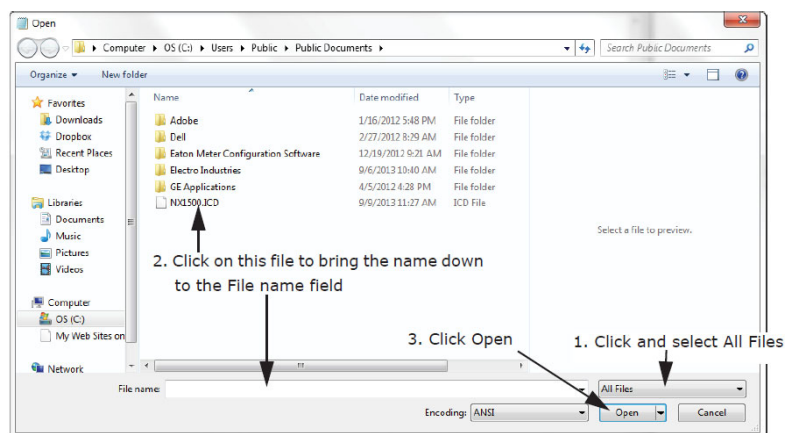 Open
Computer ▸ OS (C:) ▸ Users ▸ Public ▸ Public Documents ▸
Search Public Documents
Organize
New folder
Favorites
Downloads
Dropbox
Recent Places
Desktop
Libraries
Documents
Music
Pictures
Videos
Computer
OS (C:)
My Web Sites on
Network
Name Date modified Type
Adobe 1/16/2012 5:48 PM File folder
Dell 2/27/2012 8:29 AM File folder
Eaton Meter Configuration Software 12/19/2012 9:21 AM File folder
Electro Industries 9/6/2013 10:40 AM File folder
GE Applications 4/5/2012 4:28 PM File folder
NX1500.ICD 9/9/2013 11:27 AM ICD File
Select a file to preview.
2. Click on this file to bring the name down
to the File name field
3. Click Open
1. Click and select All Files
File name:
All Files
Encoding: ANSI
Open
Cancel